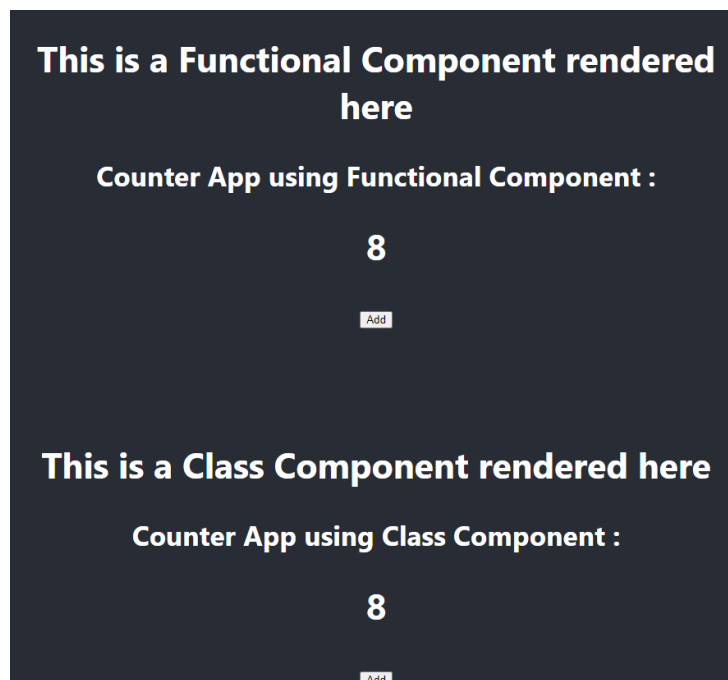 This is a Functional Component rendered
here
Counter App using Functional Component :
8
Add
This is a Class Component rendered here
Counter App using Class Component :
8
Add